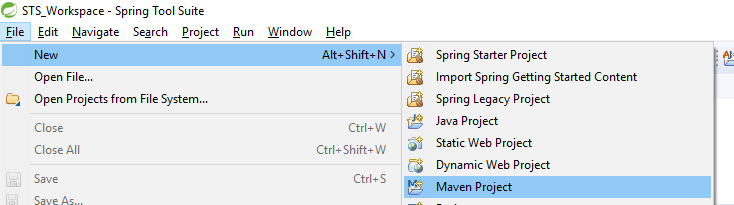 STS_Workspace - Spring Tool Suite
File Edit Navigate Search Project Run Window Help
New Alt+Shift+N >
Open File...
Open Projects from File System...
Close Ctrl+W
Close All Ctrl+Shift+W
Save Ctrl+S
Save As...
Spring Starter Project
Import Spring Getting Started Content
Spring Legacy Project
Java Project
Static Web Project
Dynamic Web Project
Maven Project